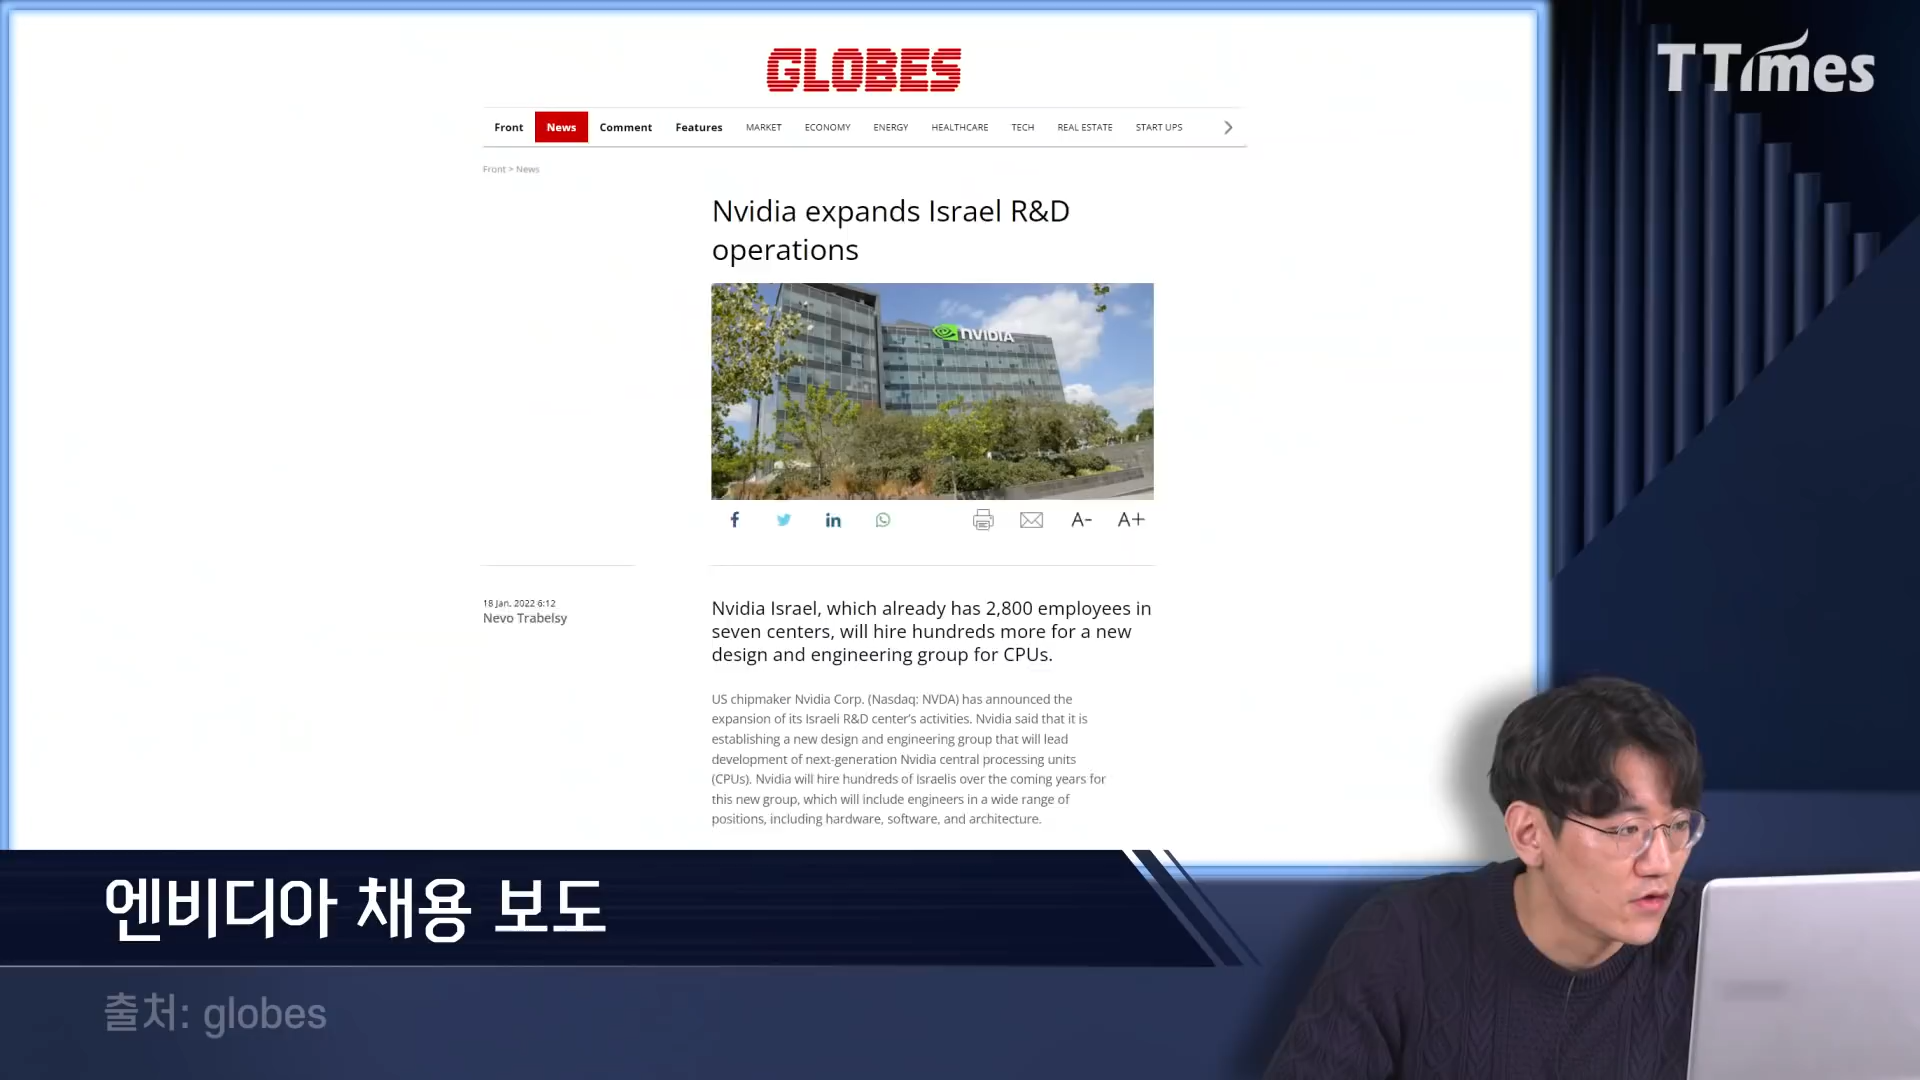 GLOBES
TTimes
Front News Comment Features MARKET ECONOMY ENERGY HEALTHCARE TECH REAL ESTATE START UPS
Front > News
Nvidia expands Israel R&D
operations
NVIDIA
A- A+
18 Jan. 2022 6:12
Nevo Trabelsy
Nvidia Israel, which already has 2,800 employees in
seven centers, will hire hundreds more for a new
design and engineering group for CPUs.
US chipmaker Nvidia Corp. (Nasdaq: NVDA) has announced the
expansion of its Israeli R&D center's activities. Nvidia said that it is
establishing a new design and engineering group that will lead
development of next-generation Nvidia central processing units
(CPUs). Nvidia will hire hundreds of Israelis over the coming years for
this new group, which will include engineers in a wide range of
positions, including hardware, software, and architecture.
엔비디아 채용 보도
출처: globes